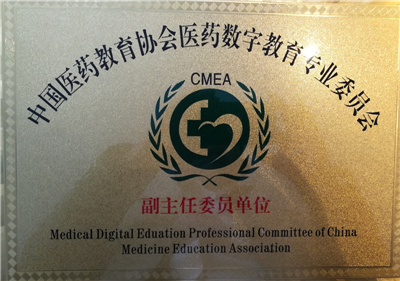 中国医药教育协会医药数字教育专业委员会
CMEA
副主任委员单位
Medical Digital Eduation Professional Committee of China
Medicine Education Association